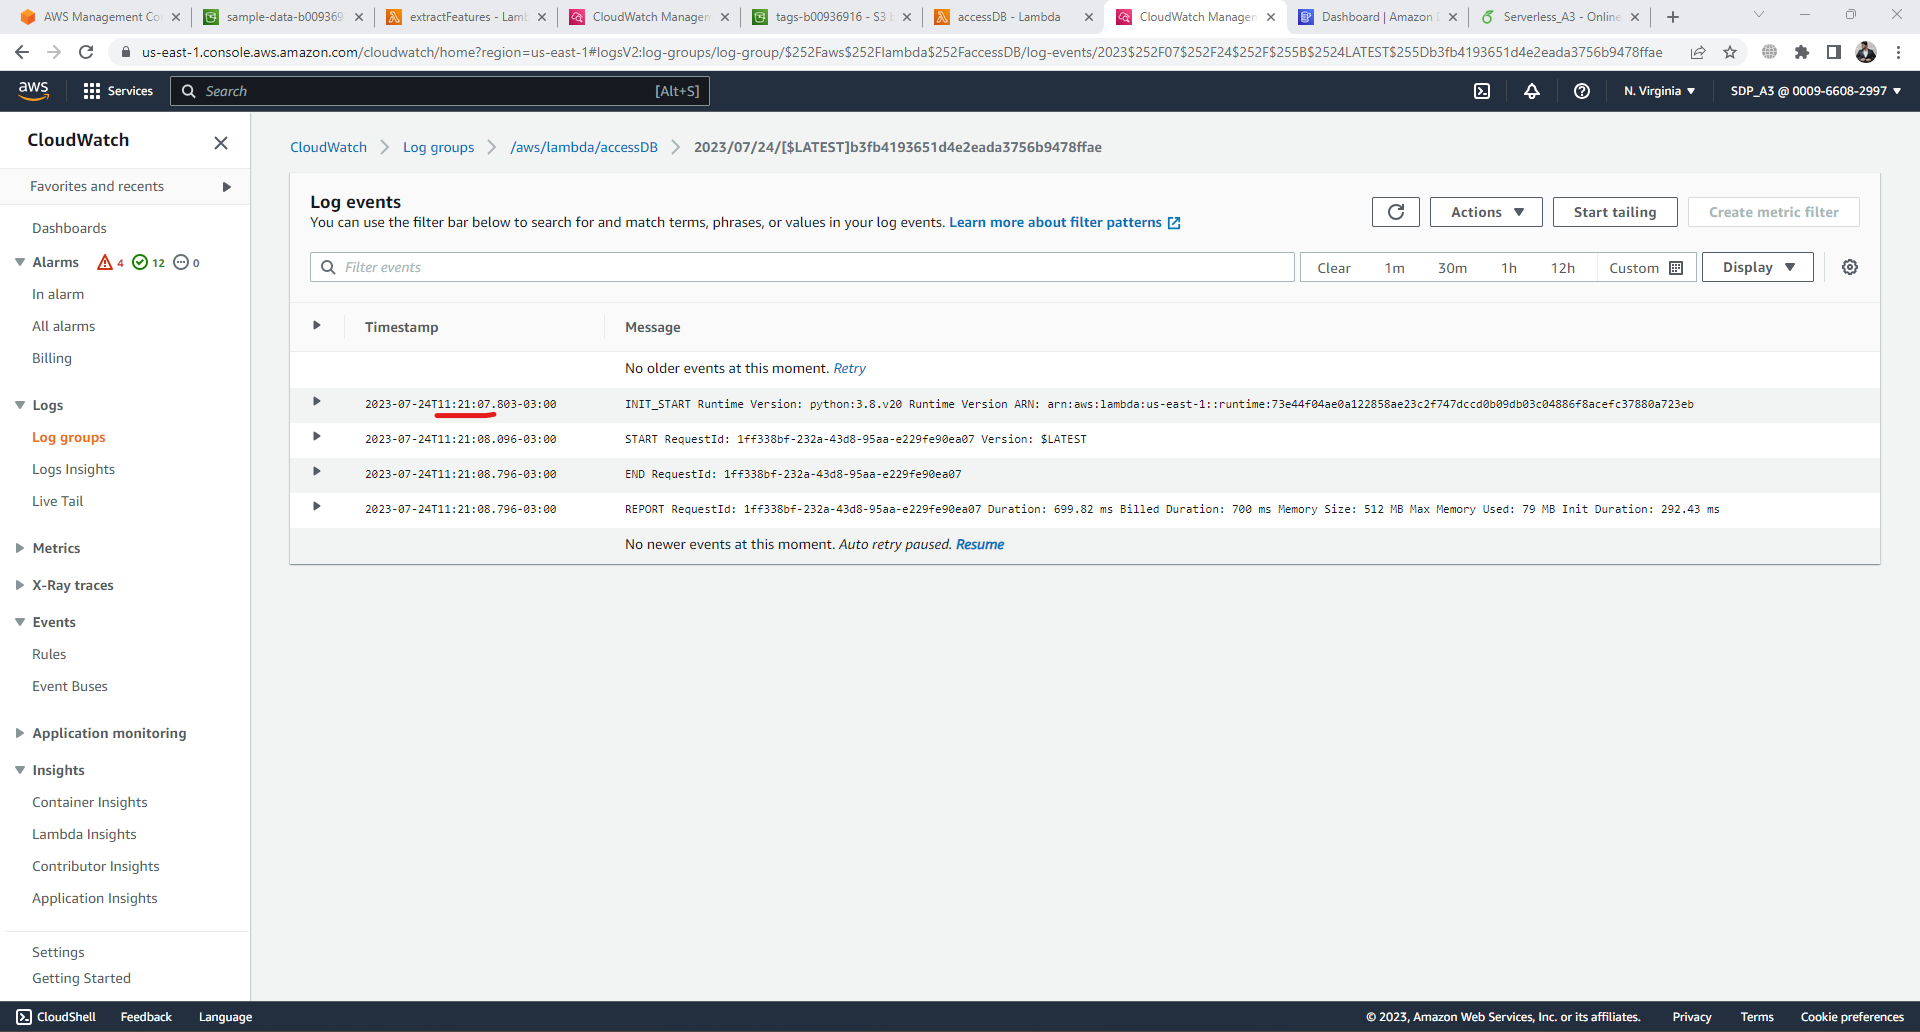 AWS Management Co
sample-data-b009369
extractFeatures - Lamb
CloudWatch Managem
tags-b00936916 - S3 b
accessDB - Lambda
CloudWatch Managem
Dashboard | Amazon
Serverless_A3 - Online
us-east-1.console.aws.amazon.com/cloudwatch/home?region=us-east-1#logsV2:log-groups/log-group/$252Faws$252Flambda$252FaccessDB/log-events/2023$252F07$252F24$252F$255B$2524LATEST$255Db3fb4193651d4e2eada3756b9478ffae
aws
Services
Search
[Alt+S]
N. Virginia
SDP_A3 @ 0009-6608-2997
CloudWatch
Favorites and recents
Dashboards
Alarms 4 12 0
In alarm
All alarms
Billing
Logs
Log groups
Logs Insights
Live Tail
Metrics
X-Ray traces
Events
Rules
Event Buses
Application monitoring
Insights
Container Insights
Lambda Insights
Contributor Insights
Application Insights
Settings
Getting Started
CloudWatch
Log groups
/aws/lambda/accessDB
2023/07/24/[$LATEST]b3fb4193651d4e2eada3756b9478ffae
Log events
You can use the filter bar below to search for and match terms, phrases, or values in your log events. Learn more about filter patterns
Actions
Start tailing
Create metric filter
Filter events
Clear 1m 30m 1h 12h Custom
Display
Timestamp Message
No older events at this moment. Retry
2023-07-24T11:21:07.803-03:00 INIT_START Runtime Version: python:3.8.v20 Runtime Version ARN: arn:aws:lambda:us-east-1::runtime:73e44f04ae0a122858ae23c2f747dccd0b09db03c04886f8acefc37880a723eb
2023-07-24T11:21:08.096-03:00 START RequestId: 1ff338bf-232a-43d8-95aa-e229fe90ea07 Version: $LATEST
2023-07-24T11:21:08.796-03:00 END RequestId: 1ff338bf-232a-43d8-95aa-e229fe90ea07
2023-07-24T11:21:08.796-03:00 REPORT RequestId: 1ff338bf-232a-43d8-95aa-e229fe90ea07 Duration: 699.82 ms Billed Duration: 700 ms Memory Size: 512 MB Max Memory Used: 79 MB Init Duration: 292.43 ms
No newer events at this moment. Auto retry paused. Resume
CloudShell
Feedback
Language
© 2023, Amazon Web Services, Inc. or its affiliates.
Privacy
Terms
Cookie preferences